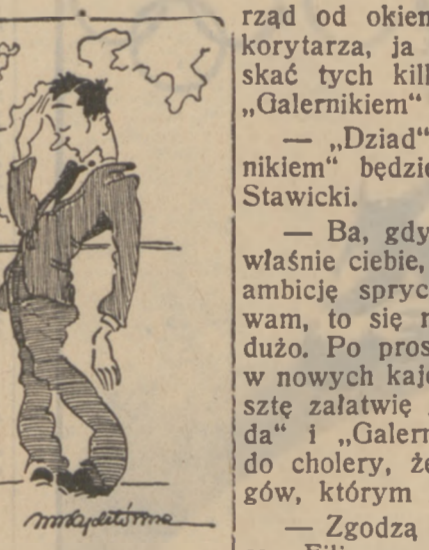 rząd od okien
korytarza, ja
skać tych kill
„Galernikiem“
— „Dziad“
nikiem“ będzie
Stawicki.
— Ba, gdy
właśnie ciebie,
ambicję spryc
wam, to się n
dużo. Po pros
w nowych kaj
sztę załatwię
da“ i „Galern
do cholery, że
gów, którym
— Zgodzą